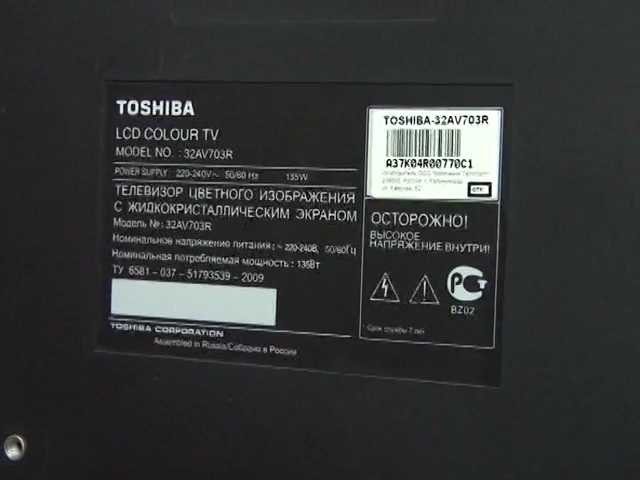 TOSHIBA
LCD COLOUR TV
MODEL NO. : 32AV703R
POWER SUPPLY : 220-240V~ 50/60 Hz 135W
ТЕЛЕВИЗОР ЦВЕТНОГО ИЗОБРАЖЕНИЯ
С ЖИДКОКРИСТАЛЛИЧЕСКИМ ЭКРАНОМ
Модель №: 32AV703R
Номинальное напряжение питания: ~ 220-240В, 50/60Гц
Номинальная потребляемая мощность : 135Вт
ТУ 6581 - 037 - 51793539 - 2009
TOSHIBA CORPORATION
Assembled in Russia/Собрано в России
TOSHIBA-32AV703R
A37K04R00770C1
ОТК
ОСТОРОЖНО!
ВЫСОКОЕ
НАПРЯЖЕНИЕ ВНУТРИ!
РСТ
BZ02
Срок службы 7 лет